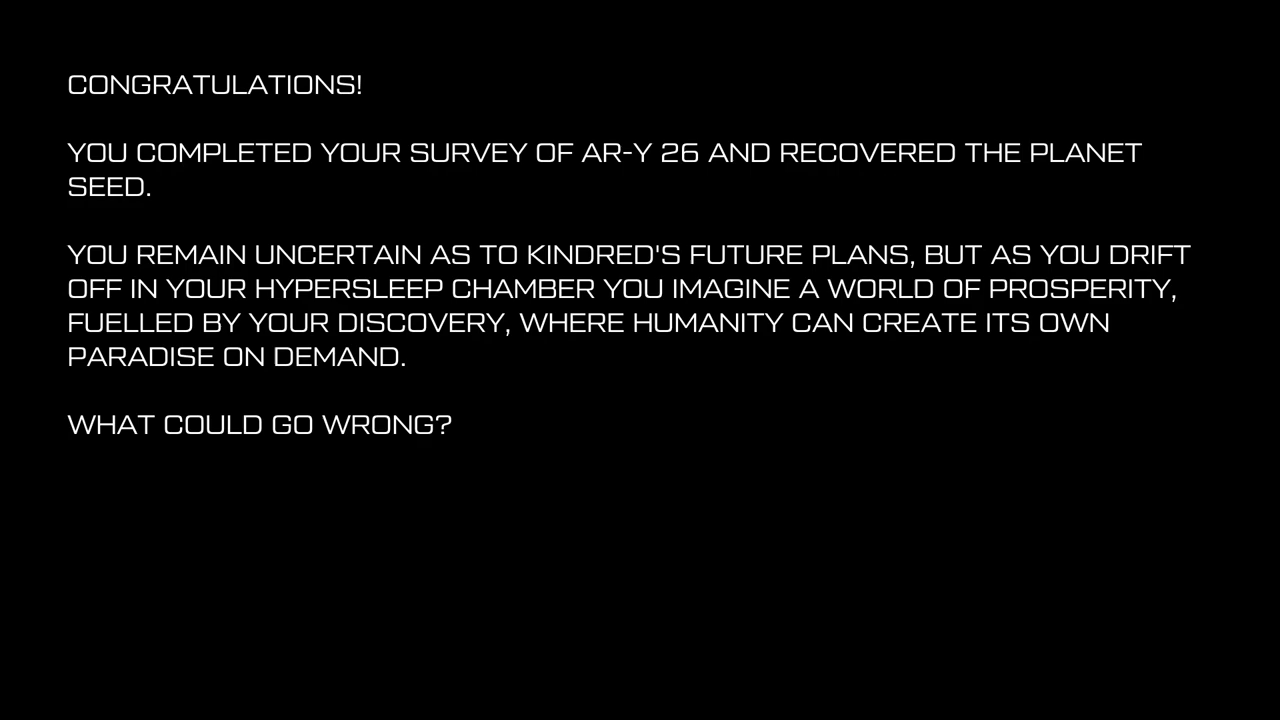 CONGRATULATIONS!
YOU COMPLETED YOUR SURVEY OF AR-Y 26 AND RECOVERED THE PLANET
SEED.
YOU REMAIN UNCERTAIN AS TO KINDRED'S FUTURE PLANS, BUT AS YOU DRIFT
OFF IN YOUR HYPERSLEEP CHAMBER YOU IMAGINE A WORLD OF PROSPERITY,
FUELLED BY YOUR DISCOVERY, WHERE HUMANITY CAN CREATE ITS OWN
PARADISE ON DEMAND.
WHAT COULD GO WRONG?